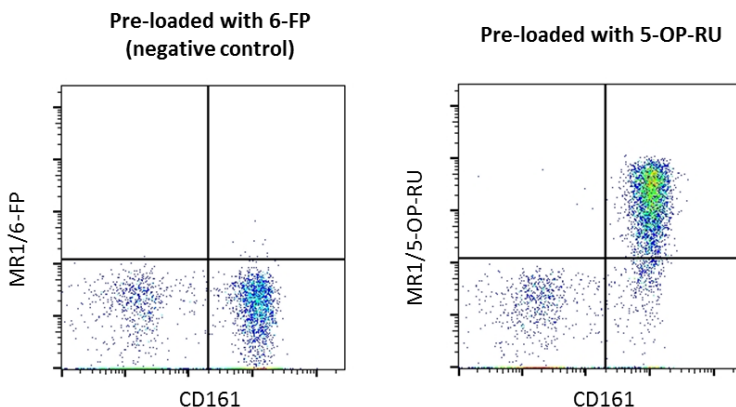 Pre-loaded with 6-FP
(negative control)
MR1/6-FP
CD161
Pre-loaded with 5-OP-RU
MR1/5-OP-RU
CD161